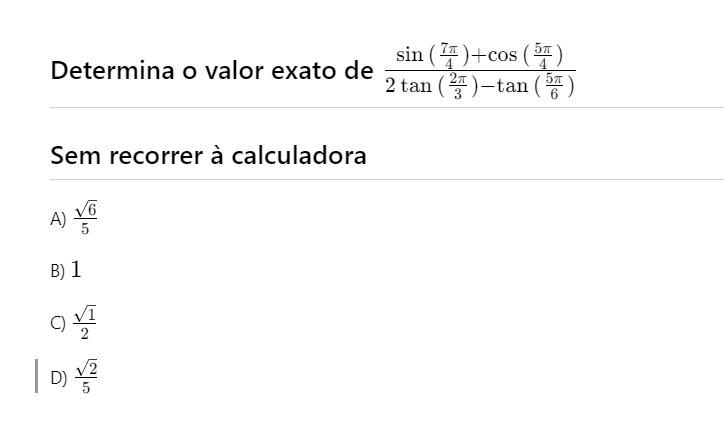 Determina o valor exato de \frac{\sin\left(\frac{7\pi}{4}\right)+\cos\left(\frac{5\pi}{4}\right)}{2\tan\left(\frac{2\pi}{3}\right)-\tan\left(\frac{5\pi}{6}\right)}
Sem recorrer à calculadora
A) \frac{\sqrt{6}}{5}
B) 1
C) \frac{\sqrt{1}}{2}
D) \frac{\sqrt{2}}{5}